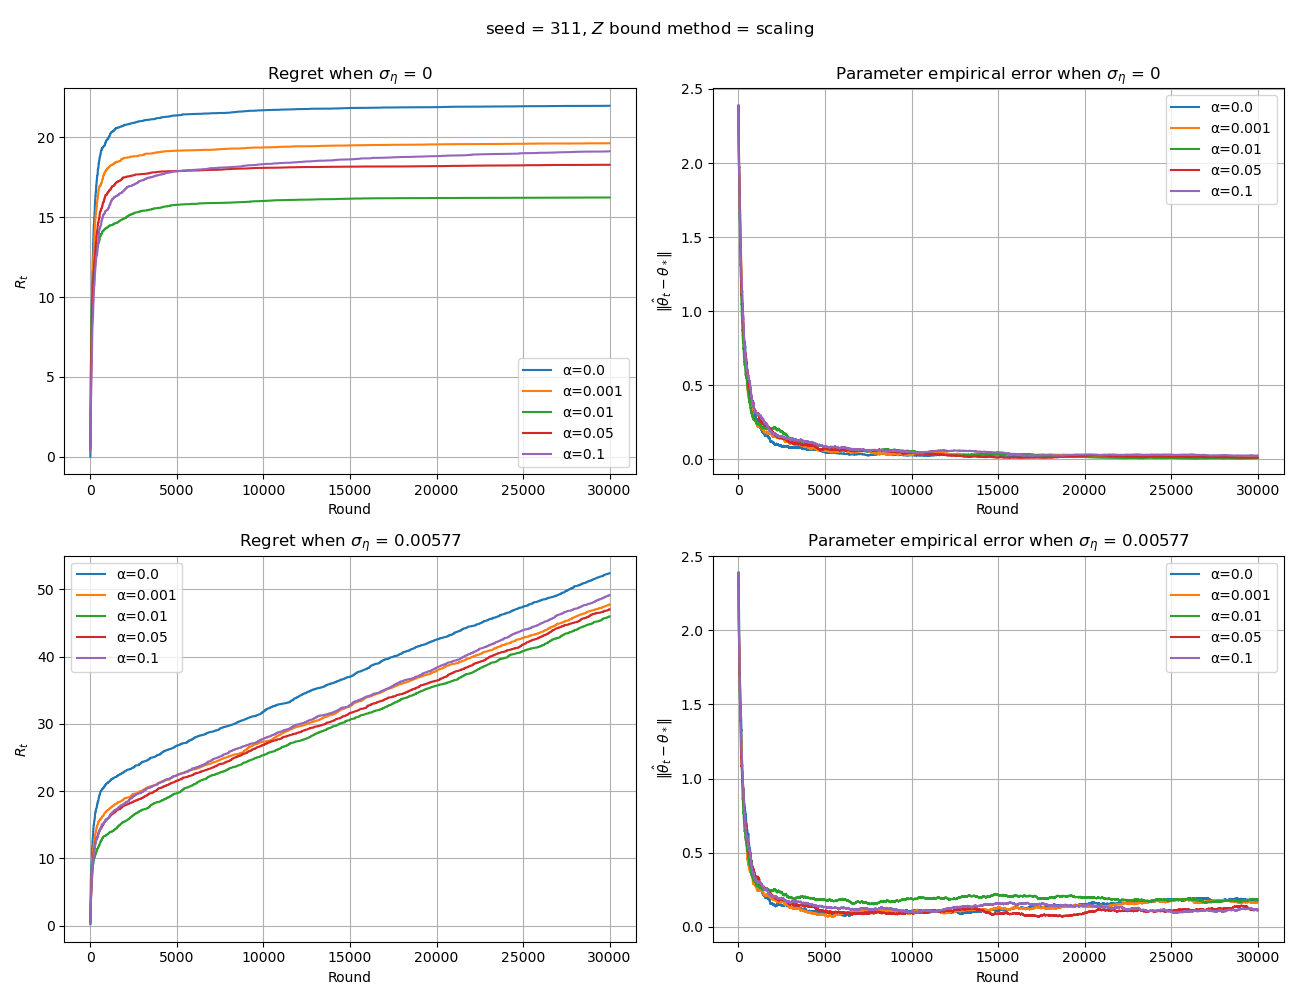 seed = 311, Z bound method = scaling
Regret when σ_η = 0
20
15
10
5
0
R_t
0 5000 10000 15000 20000 25000 30000
Round
α=0.0
α=0.001
α=0.01
α=0.05
α=0.1
Parameter empirical error when σ_η = 0
2.5
2.0
1.5
1.0
0.5
0.0
‖θ̂_t − θ_*‖
0 5000 10000 15000 20000 25000 30000
Round
α=0.0
α=0.001
α=0.01
α=0.05
α=0.1
Regret when σ_η = 0.00577
50
40
30
20
10
0
R_t
0 5000 10000 15000 20000 25000 30000
Round
α=0.0
α=0.001
α=0.01
α=0.05
α=0.1
Parameter empirical error when σ_η = 0.00577
2.5
2.0
1.5
1.0
0.5
0.0
‖θ̂_t − θ_*‖
0 5000 10000 15000 20000 25000 30000
Round
α=0.0
α=0.001
α=0.01
α=0.05
α=0.1